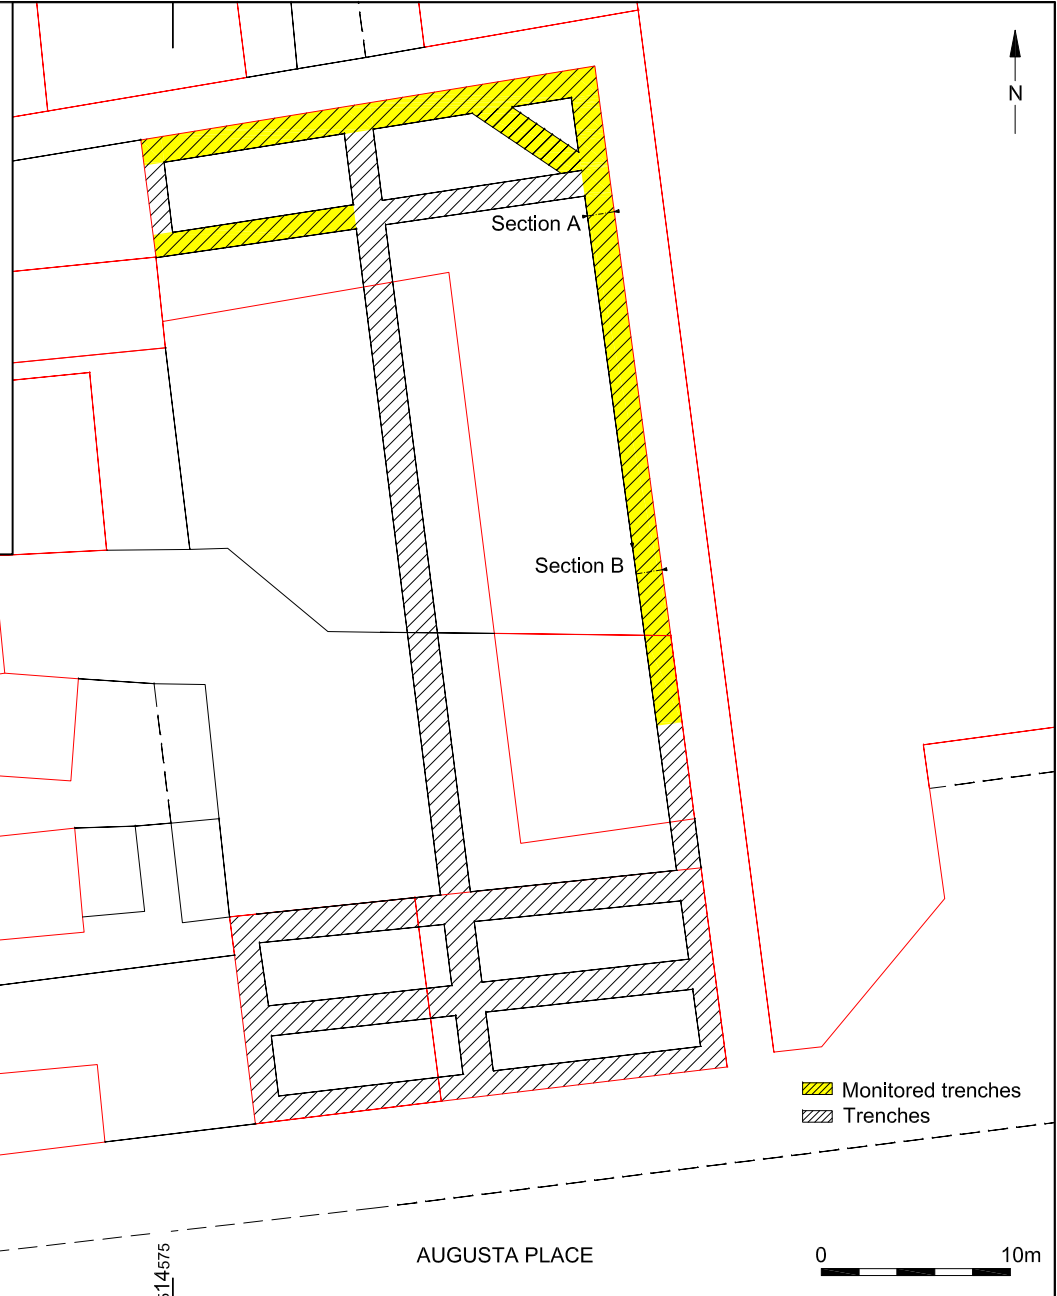 N
Section A
Section B
Monitored trenches
Trenches
AUGUSTA PLACE
0 10m